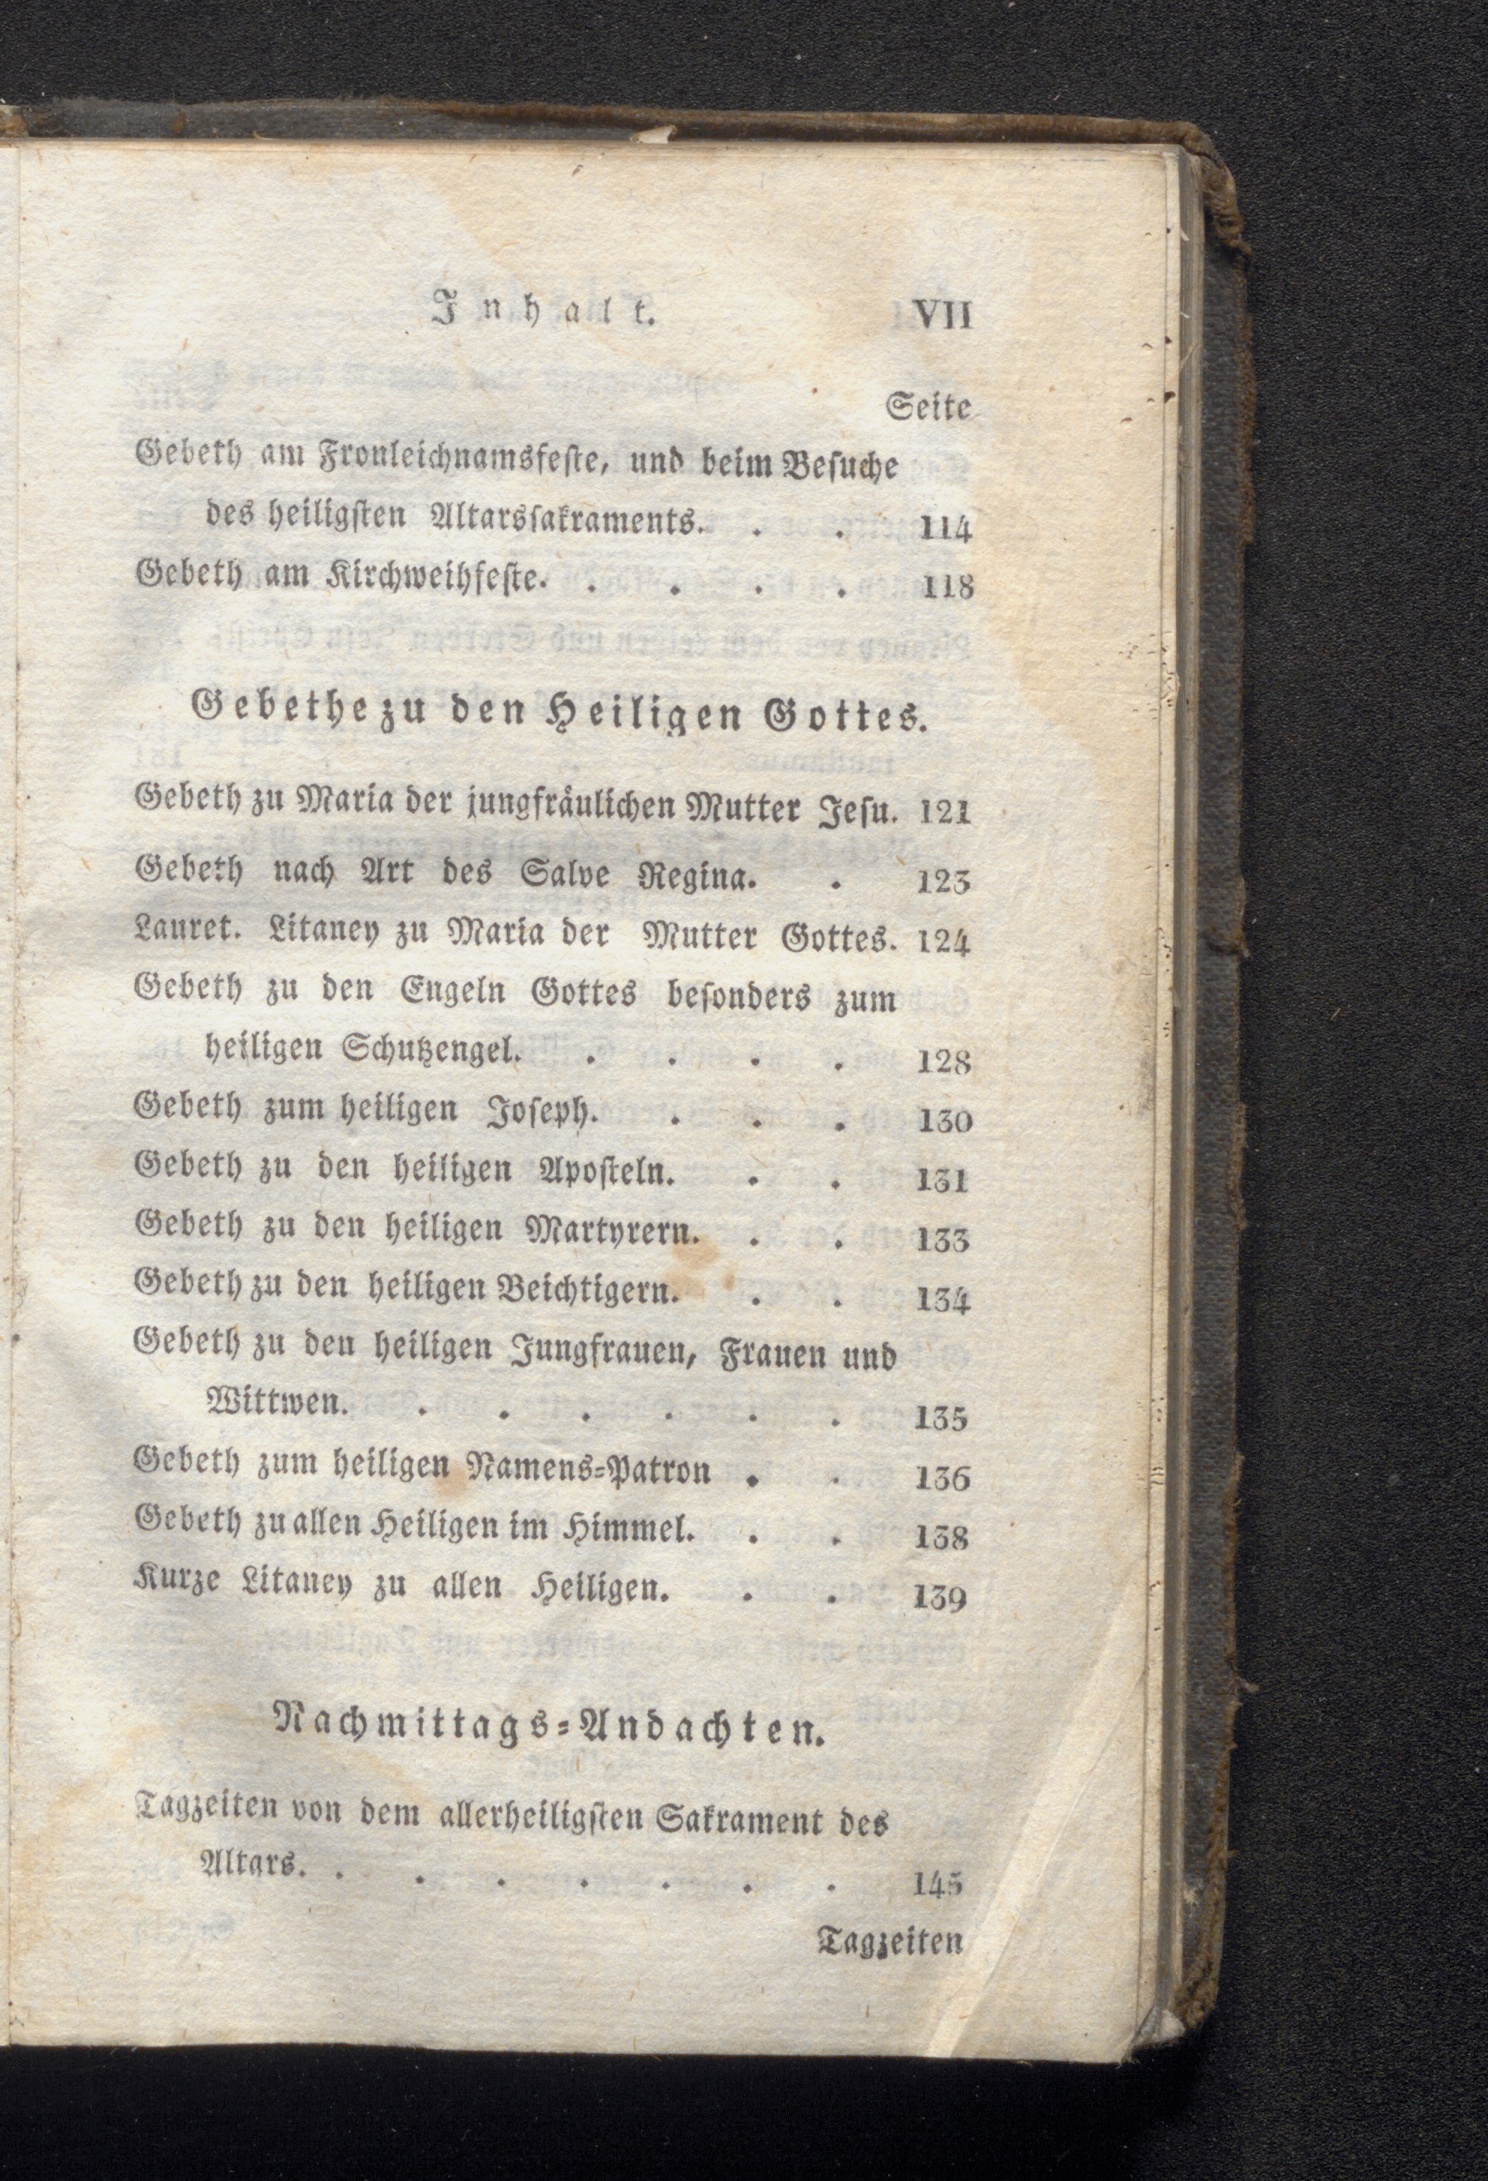 Inhalt. VII
Seite
Gebeth am Fronleichnamsfeſte, und beim Beſuche
des heiligſten Altarsſakraments. . . 114
Gebeth am Kirchweihfeſte. . . . . 118
Gebethe zu den Heiligen Gottes.
Gebeth zu Maria der jungfräulichen Mutter Jeſu. 121
Gebeth nach Art des Salve Regina. . 123
Lauret. Litaney zu Maria der Mutter Gottes. 124
Gebeth zu den Engeln Gottes beſonders zum
heiligen Schutzengel. . . . . 128
Gebeth zum heiligen Joſeph. . . . 130
Gebeth zu den heiligen Apoſteln. . . 131
Gebeth zu den heiligen Martyrern. . . 133
Gebeth zu den heiligen Beichtigern. . . 134
Gebeth zu den heiligen Jungfrauen, Frauen und
Wittwen. . . . . . . 135
Gebeth zum heiligen Namens-Patron . . 136
Gebeth zu allen Heiligen im Himmel. . . 138
Kurze Litaney zu allen Heiligen. . . 139
Nachmittags-Andachten.
Tagzeiten von dem allerheiligſten Sakrament des
Altars. . . . . . . . 145
Tagzeiten